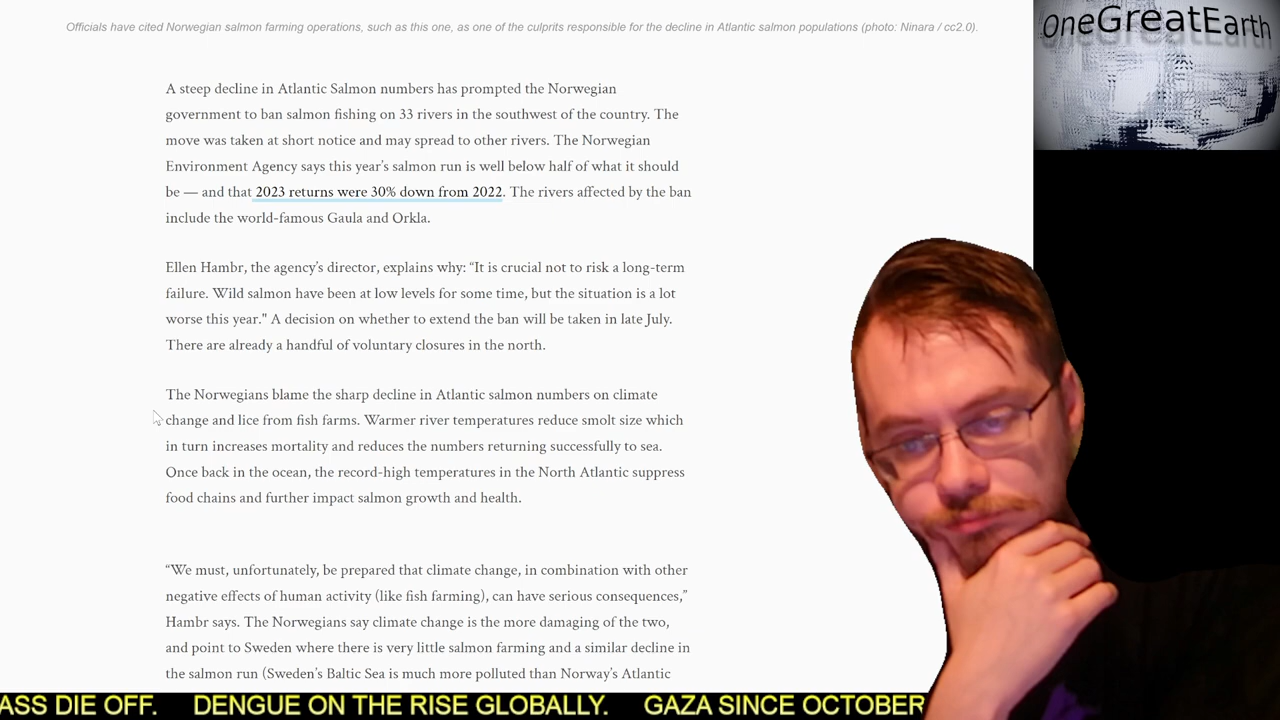 Officials have cited Norwegian salmon farming operations, such as this one, as one of the culprits responsible for the decline in Atlantic salmon populations (photo: Ninara / cc2.0).
OneGreatEarth
A steep decline in Atlantic Salmon numbers has prompted the Norwegian
government to ban salmon fishing on 33 rivers in the southwest of the country. The
move was taken at short notice and may spread to other rivers. The Norwegian
Environment Agency says this year’s salmon run is well below half of what it should
be — and that 2023 returns were 30% down from 2022. The rivers affected by the ban
include the world-famous Gaula and Orkla.
Ellen Hambr, the agency’s director, explains why: “It is crucial not to risk a long-term
failure. Wild salmon have been at low levels for some time, but the situation is a lot
worse this year." A decision on whether to extend the ban will be taken in late July.
There are already a handful of voluntary closures in the north.
The Norwegians blame the sharp decline in Atlantic salmon numbers on climate
change and lice from fish farms. Warmer river temperatures reduce smolt size which
in turn increases mortality and reduces the numbers returning successfully to sea.
Once back in the ocean, the record-high temperatures in the North Atlantic suppress
food chains and further impact salmon growth and health.
“We must, unfortunately, be prepared that climate change, in combination with other
negative effects of human activity (like fish farming), can have serious consequences,”
Hambr says. The Norwegians say climate change is the more damaging of the two,
and point to Sweden where there is very little salmon farming and a similar decline in
the salmon run (Sweden’s Baltic Sea is much more polluted than Norway’s Atlantic
ASS DIE OFF. DENGUE ON THE RISE GLOBALLY. GAZA SINCE OCTOBER